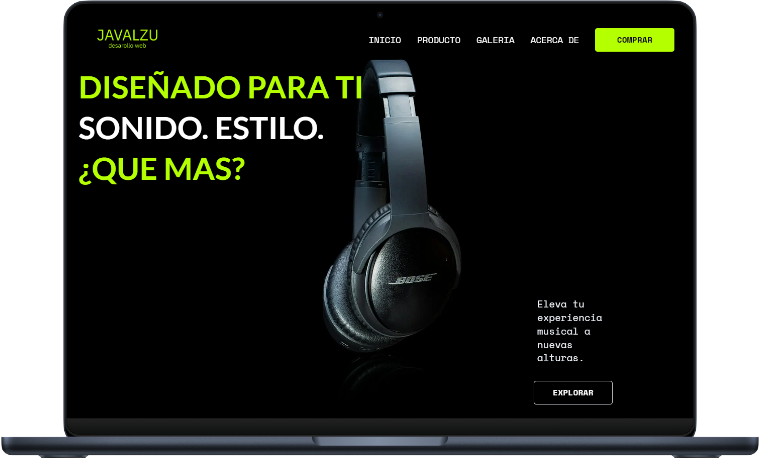 JAVALZU
desarollo web
INICIO PRODUCTO GALERIA ACERCA DE COMPRAR
DISEÑADO PARA TI
SONIDO. ESTILO.
¿QUE MAS?
BOSE
Eleva tu
experiencia
musical a
nuevas
alturas.
EXPLORAR